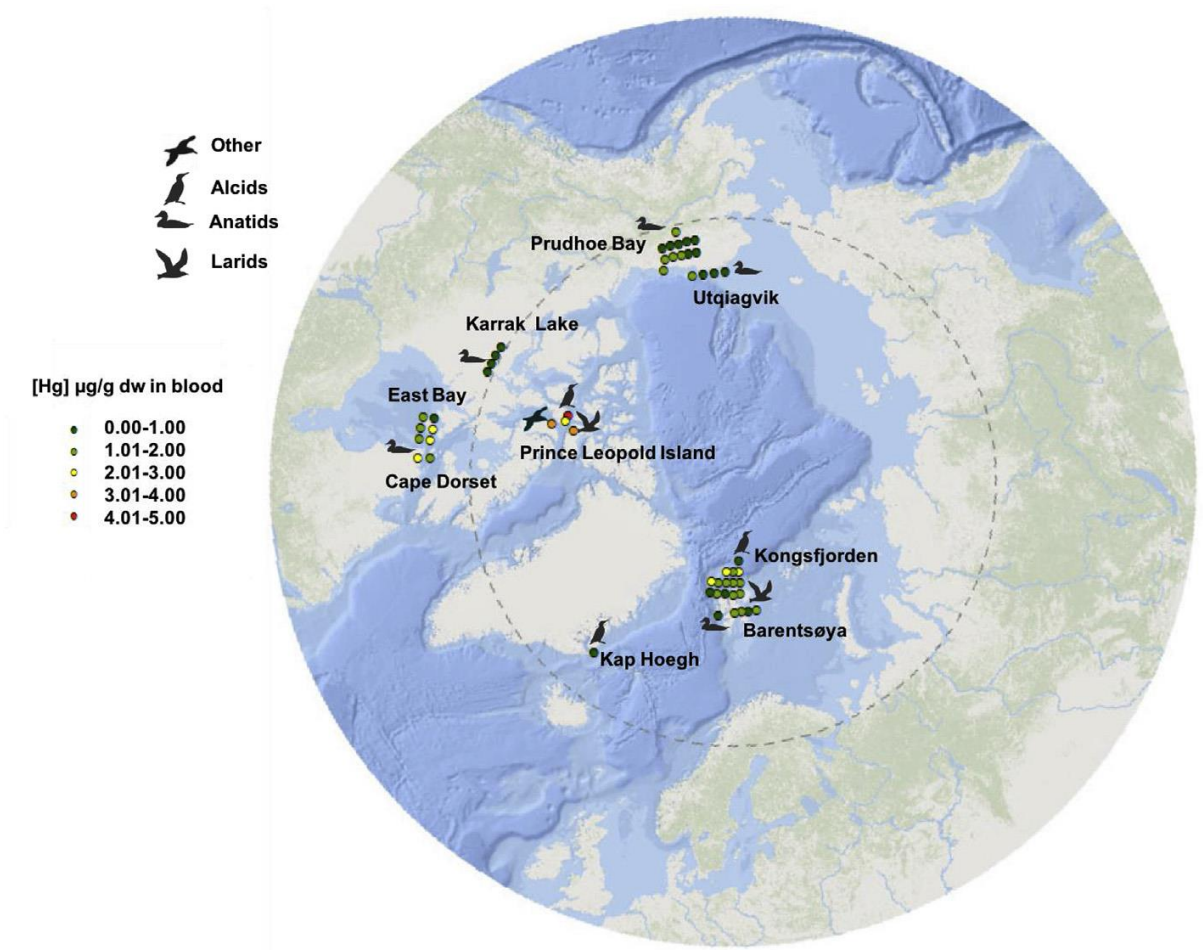 Other
Alcids
Anatids
Larids
[Hg] µg/g dw in blood
0.00-1.00
1.01-2.00
2.01-3.00
3.01-4.00
4.01-5.00
Prudhoe Bay
Utqiagvik
Karrak Lake
East Bay
Prince Leopold Island
Cape Dorset
Kongsfjorden
Barentsøya
Kap Hoegh